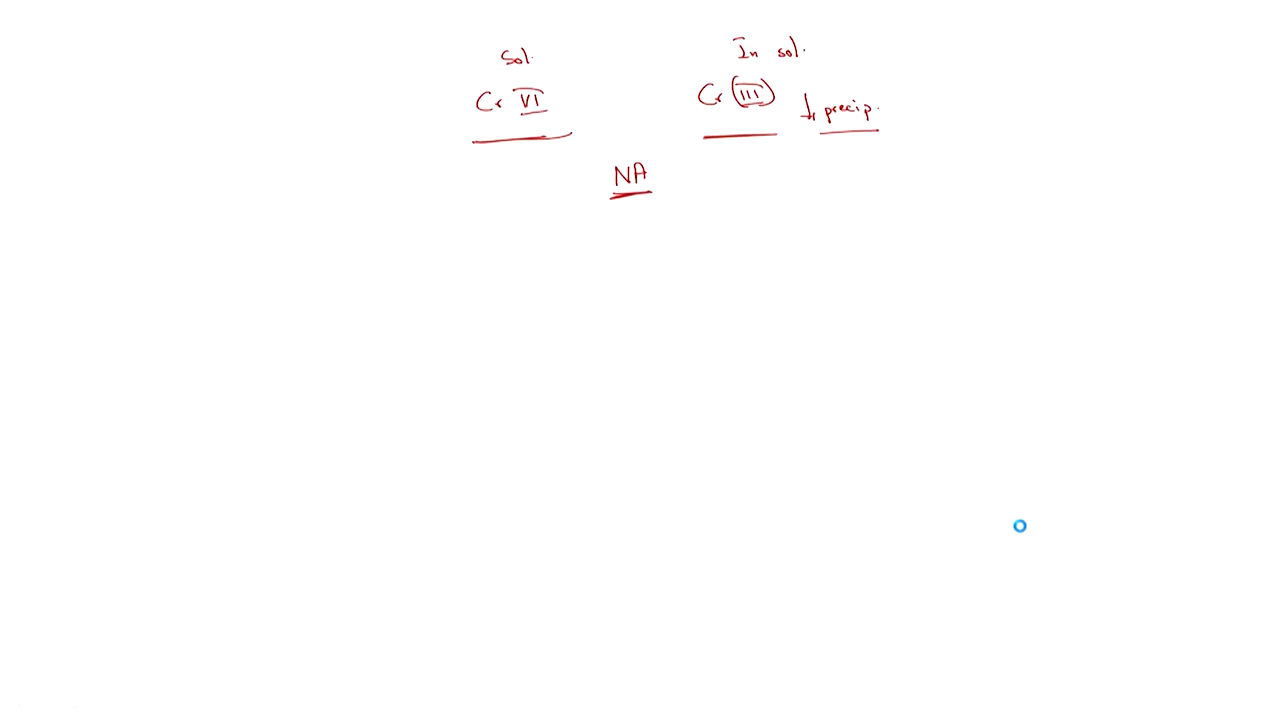 Sol.
In sol.
Cr VI
Cr (III) ↓ precip.
NA